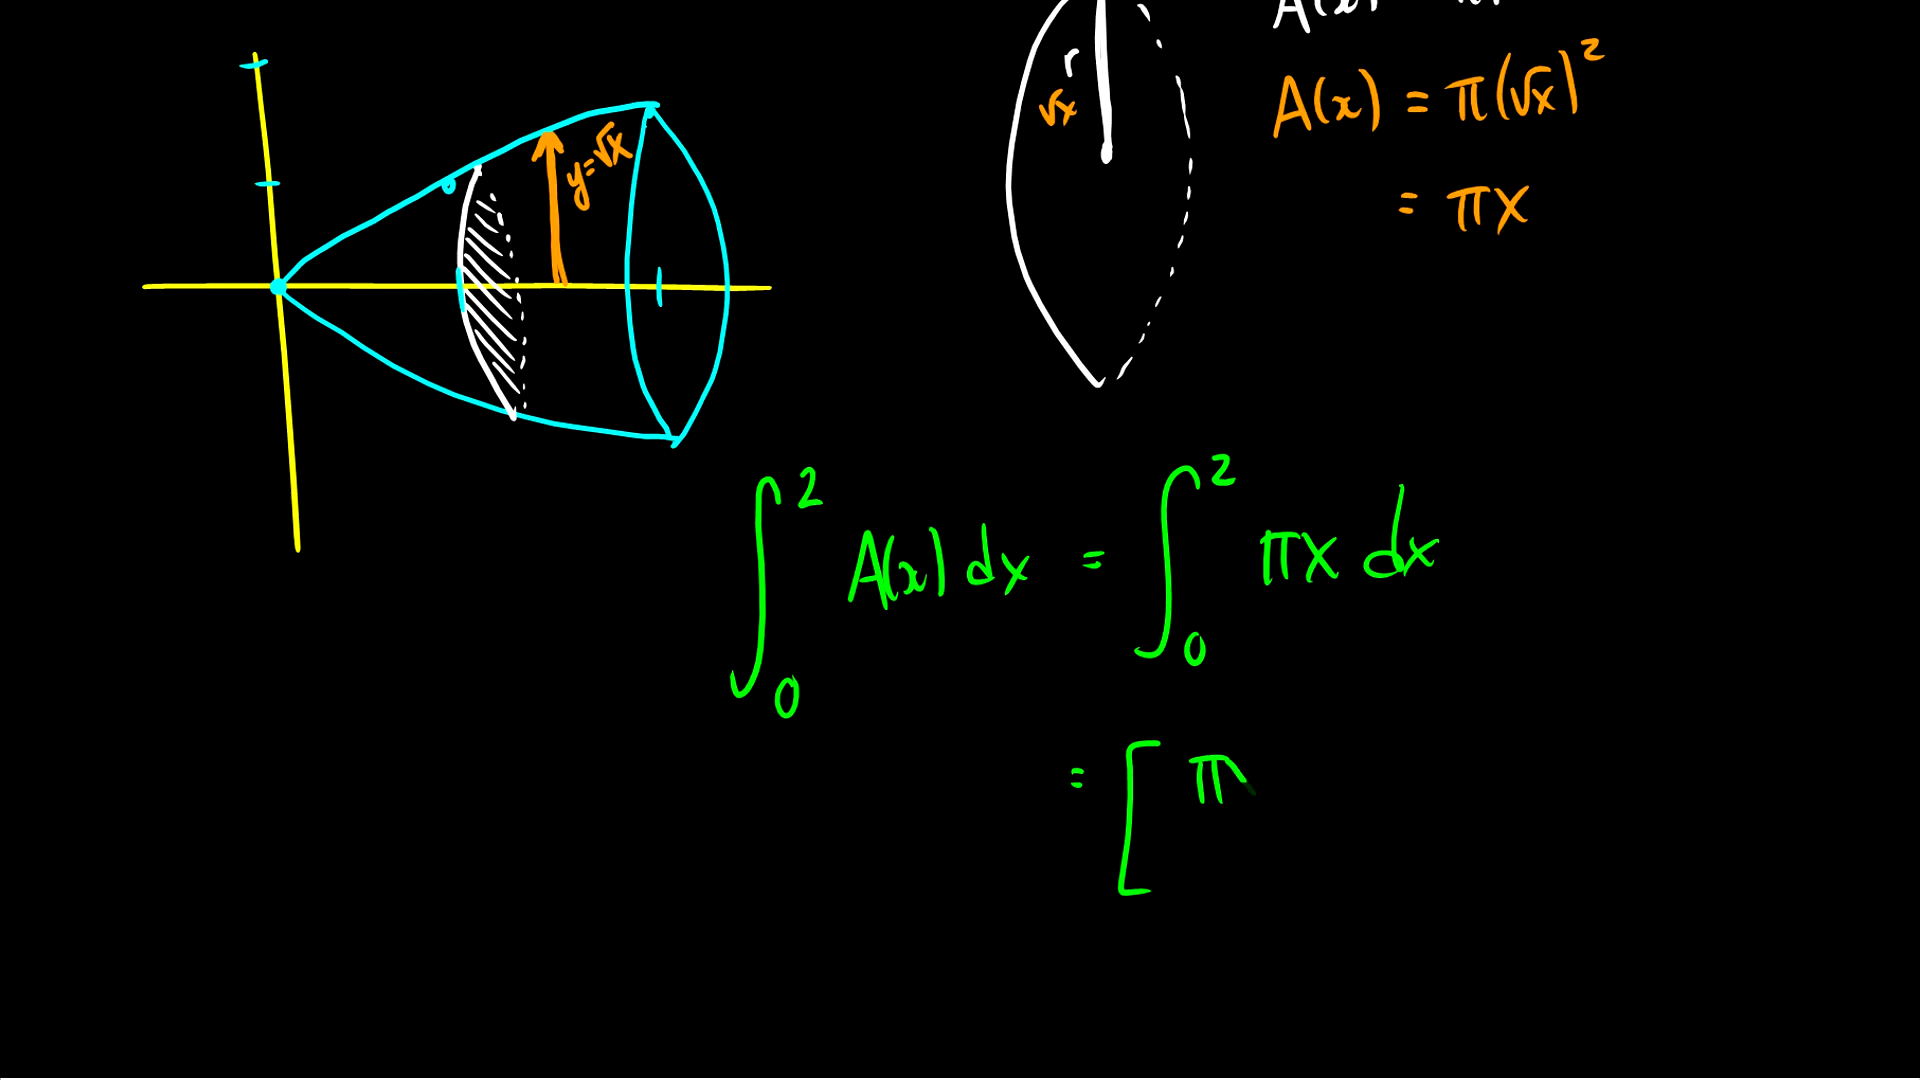 A(x)
r
√x
y=√x
A(x) = π(√x)²
= πx
∫₀² A(x) dx = ∫₀² πx dx
= [ π